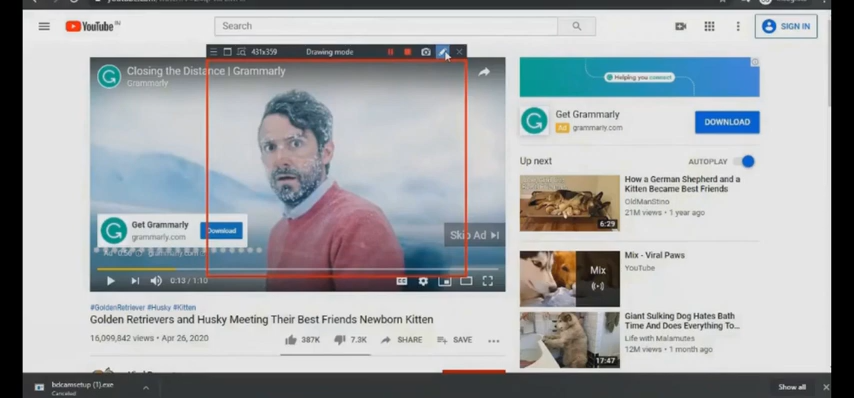 YouTube IN
Search
SIGN IN
431x359 Drawing mode
Closing the Distance | Grammarly
Grammarly
Helping you connect
Get Grammarly
Ad grammarly.com
DOWNLOAD
Up next
AUTOPLAY
How a German Shepherd and a
Kitten Became Best Friends
OldManStino
21M views • 1 year ago
6:29
Get Grammarly
grammarly.com
Download
Skip Ad
0:13 / 1:10
Mix - Viral Paws
YouTube
Mix
#GoldenRetriever #Husky #Kitten
Golden Retrievers and Husky Meeting Their Best Friends Newborn Kitten
16,099,842 views • Apr 26, 2020
387K
7.3K
SHARE
SAVE
Giant Sulking Dog Hates Bath
Time And Does Everything To...
Life with Malamutes
12M views • 1 month ago
17:47
bdcamsetup (1).exe
Canceled
Show all